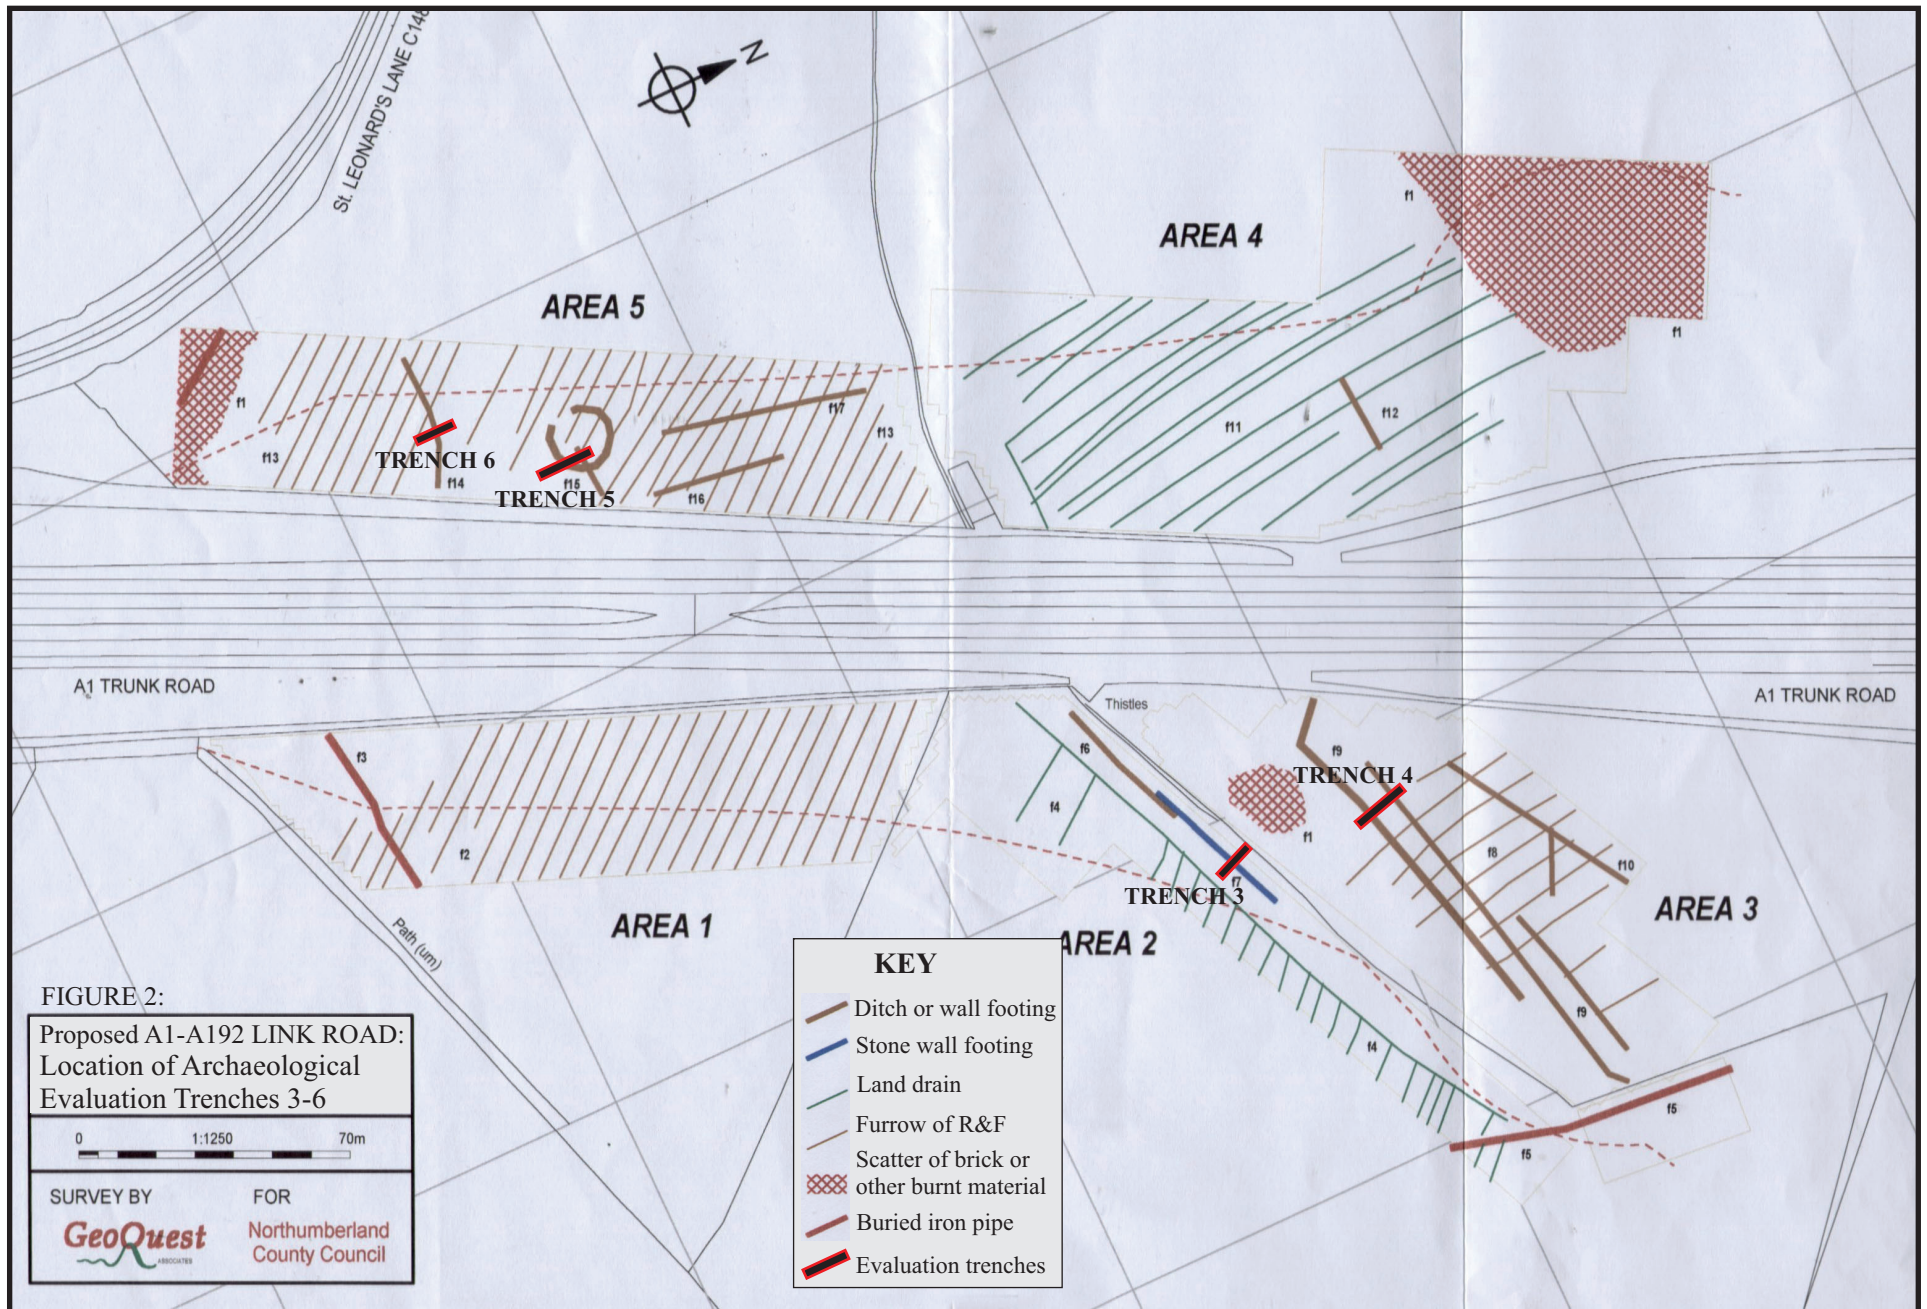 St. LEONARD'S LANE C148
N
AREA 4
AREA 5
f1
f1
f1
f17
f13
f12
f11
f13
TRENCH 6
f14
f15
TRENCH 5
f16
A1 TRUNK ROAD
A1 TRUNK ROAD
Thistles
f3
f6
f9
TRENCH 4
f4
f1
f2
f8
f10
f7
TRENCH 3
AREA 3
AREA 1
AREA 2
Path (um)
f9
f4
f5
f5
FIGURE 2:
Proposed A1-A192 LINK ROAD:
Location of Archaeological
Evaluation Trenches 3-6
0 1:1250 70m
SURVEY BY FOR
GeoQuest
ASSOCIATES
Northumberland
County Council
KEY
Ditch or wall footing
Stone wall footing
Land drain
Furrow of R&F
Scatter of brick or
other burnt material
Buried iron pipe
Evaluation trenches